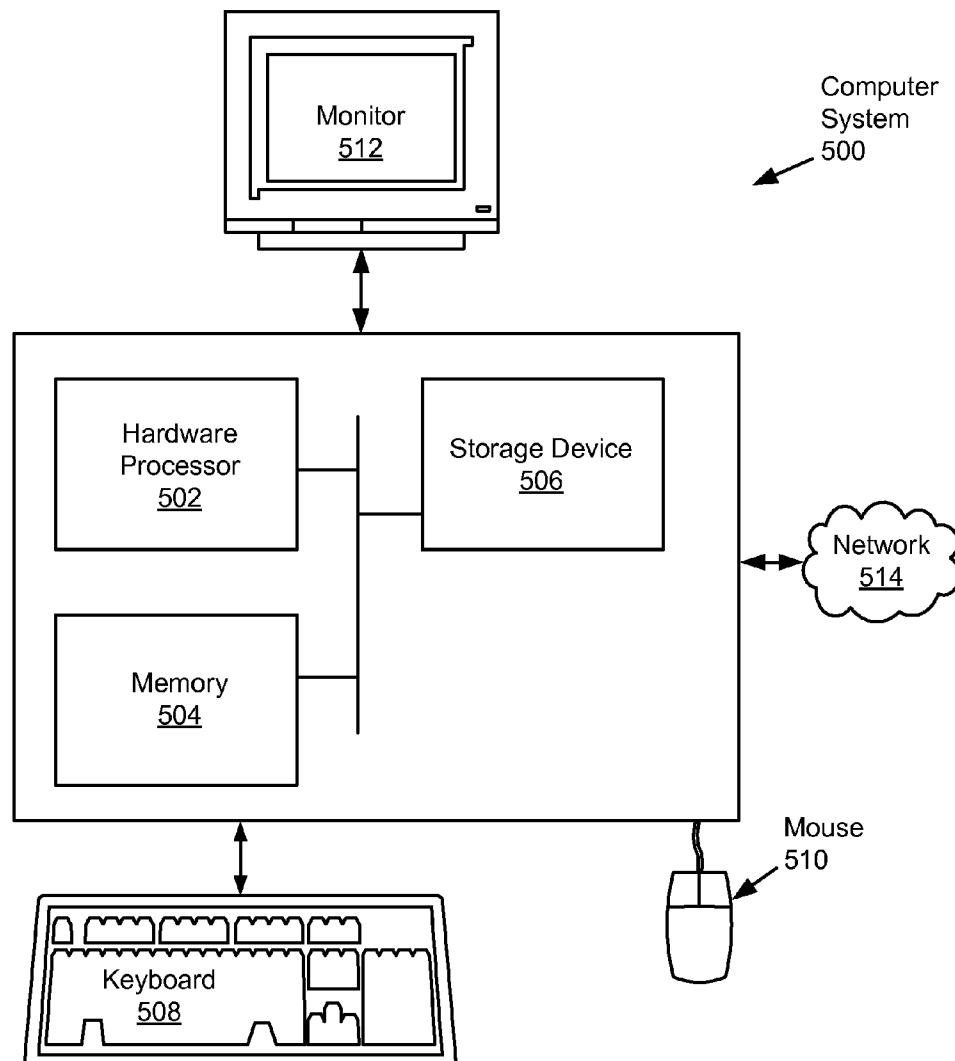 Monitor
512
Computer
System
500
Hardware
Processor
502
Storage Device
506
Network
514
Memory
504
Mouse
510
Keyboard
508